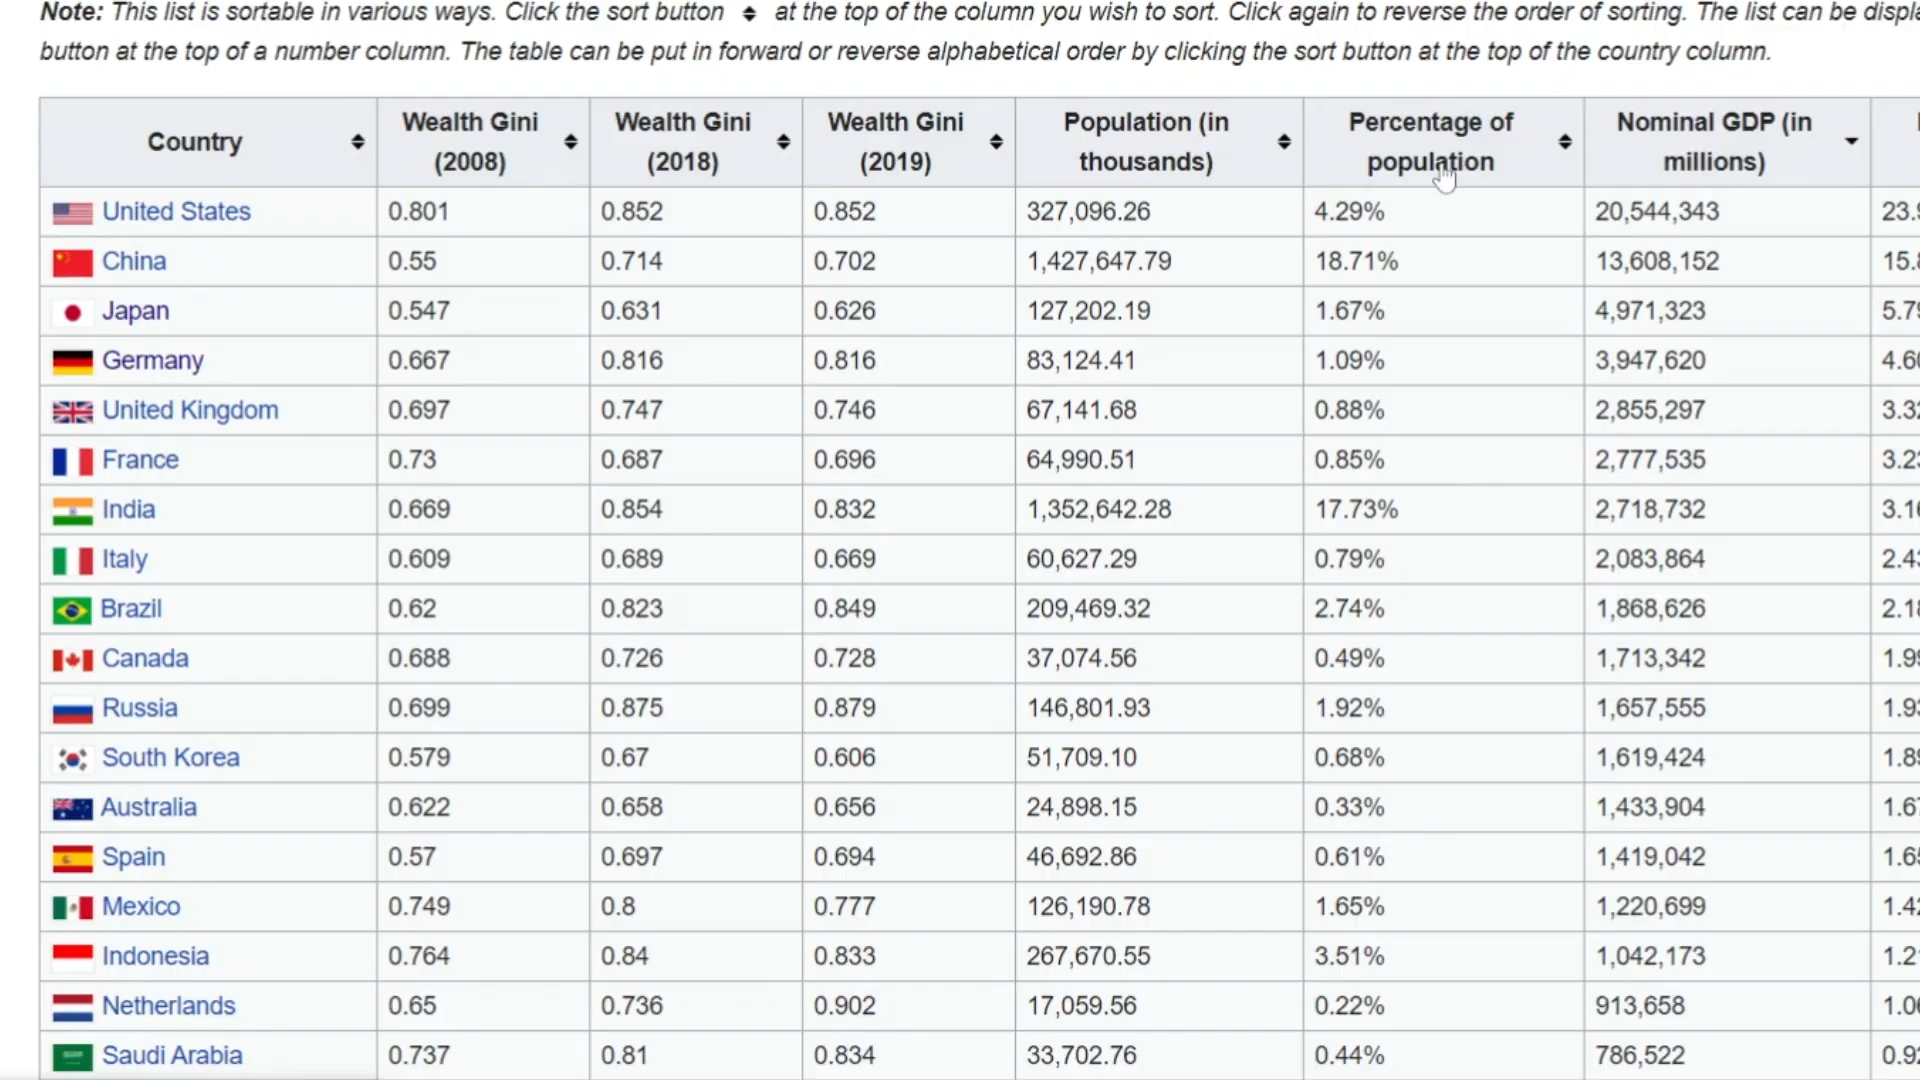 Note: This list is sortable in various ways. Click the sort button at the top of the column you wish to sort. Click again to reverse the order of sorting. The list can be
button at the top of a number column. The table can be put in forward or reverse alphabetical order by clicking the sort button at the top of the country column.
Country Wealth Gini (2008) Wealth Gini (2018) Wealth Gini (2019) Population (in thousands) Percentage of population Nominal GDP (in millions)
United States 0.801 0.852 0.852 327,096.26 4.29% 20,544,343
China 0.55 0.714 0.702 1,427,647.79 18.71% 13,608,152
Japan 0.547 0.631 0.626 127,202.19 1.67% 4,971,323
Germany 0.667 0.816 0.816 83,124.41 1.09% 3,947,620
United Kingdom 0.697 0.747 0.746 67,141.68 0.88% 2,855,297
France 0.73 0.687 0.696 64,990.51 0.85% 2,777,535
India 0.669 0.854 0.832 1,352,642.28 17.73% 2,718,732
Italy 0.609 0.689 0.669 60,627.29 0.79% 2,083,864
Brazil 0.62 0.823 0.849 209,469.32 2.74% 1,868,626
Canada 0.688 0.726 0.728 37,074.56 0.49% 1,713,342
Russia 0.699 0.875 0.879 146,801.93 1.92% 1,657,555
South Korea 0.579 0.67 0.606 51,709.10 0.68% 1,619,424
Australia 0.622 0.658 0.656 24,898.15 0.33% 1,433,904
Spain 0.57 0.697 0.694 46,692.86 0.61% 1,419,042
Mexico 0.749 0.8 0.777 126,190.78 1.65% 1,220,699
Indonesia 0.764 0.84 0.833 267,670.55 3.51% 1,042,173
Netherlands 0.65 0.736 0.902 17,059.56 0.22% 913,658
Saudi Arabia 0.737 0.81 0.834 33,702.76 0.44% 786,522